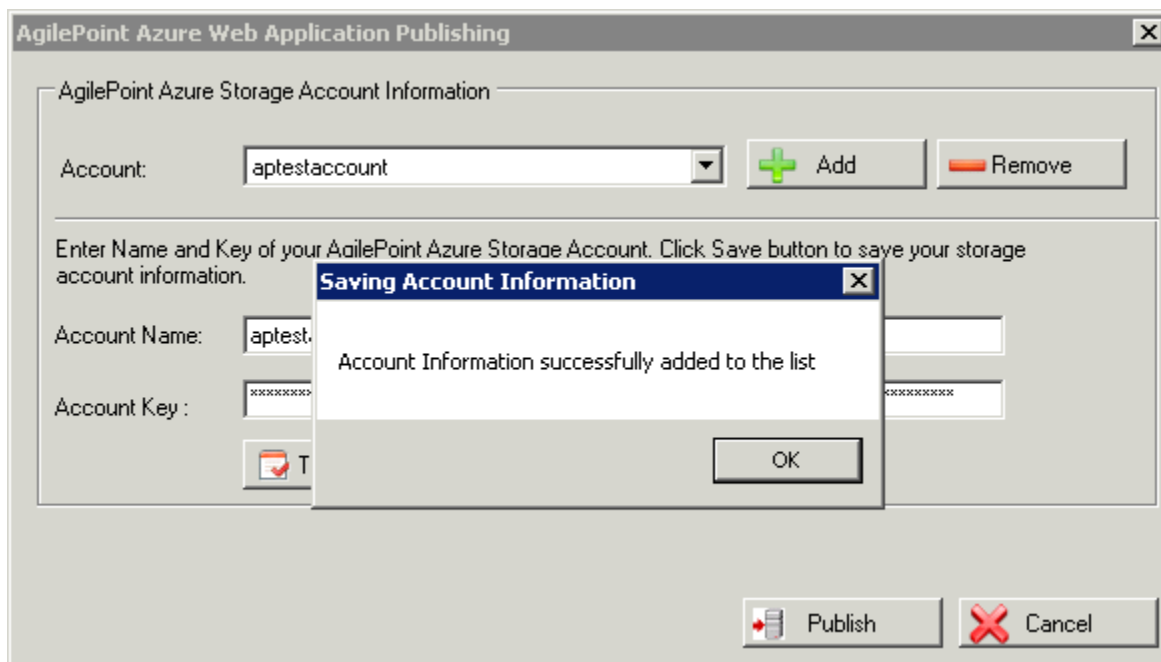 AgilePoint Azure Web Application Publishing
AgilePoint Azure Storage Account Information
Account:
aptestaccount
Add
Remove
Enter Name and Key of your AgilePoint Azure Storage Account. Click Save button to save your storage
account information.
Saving Account Information
Account Information successfully added to the list
OK
Account Name:
Account Key :
Publish
Cancel